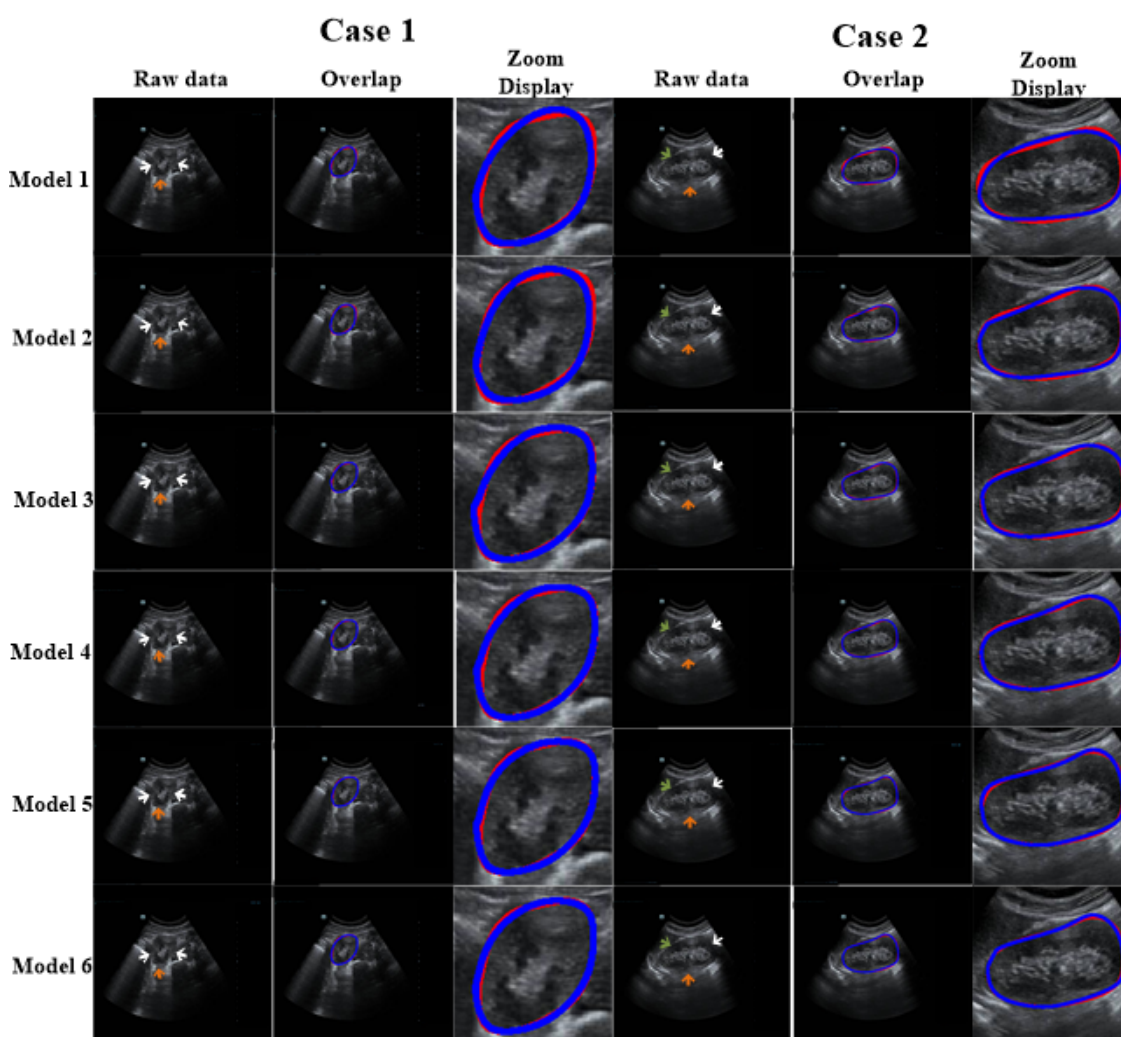 Case 1
Case 2
Raw data
Overlap
Zoom
Display
Raw data
Overlap
Zoom
Display
Model 1
Model 2
Model 3
Model 4
Model 5
Model 6